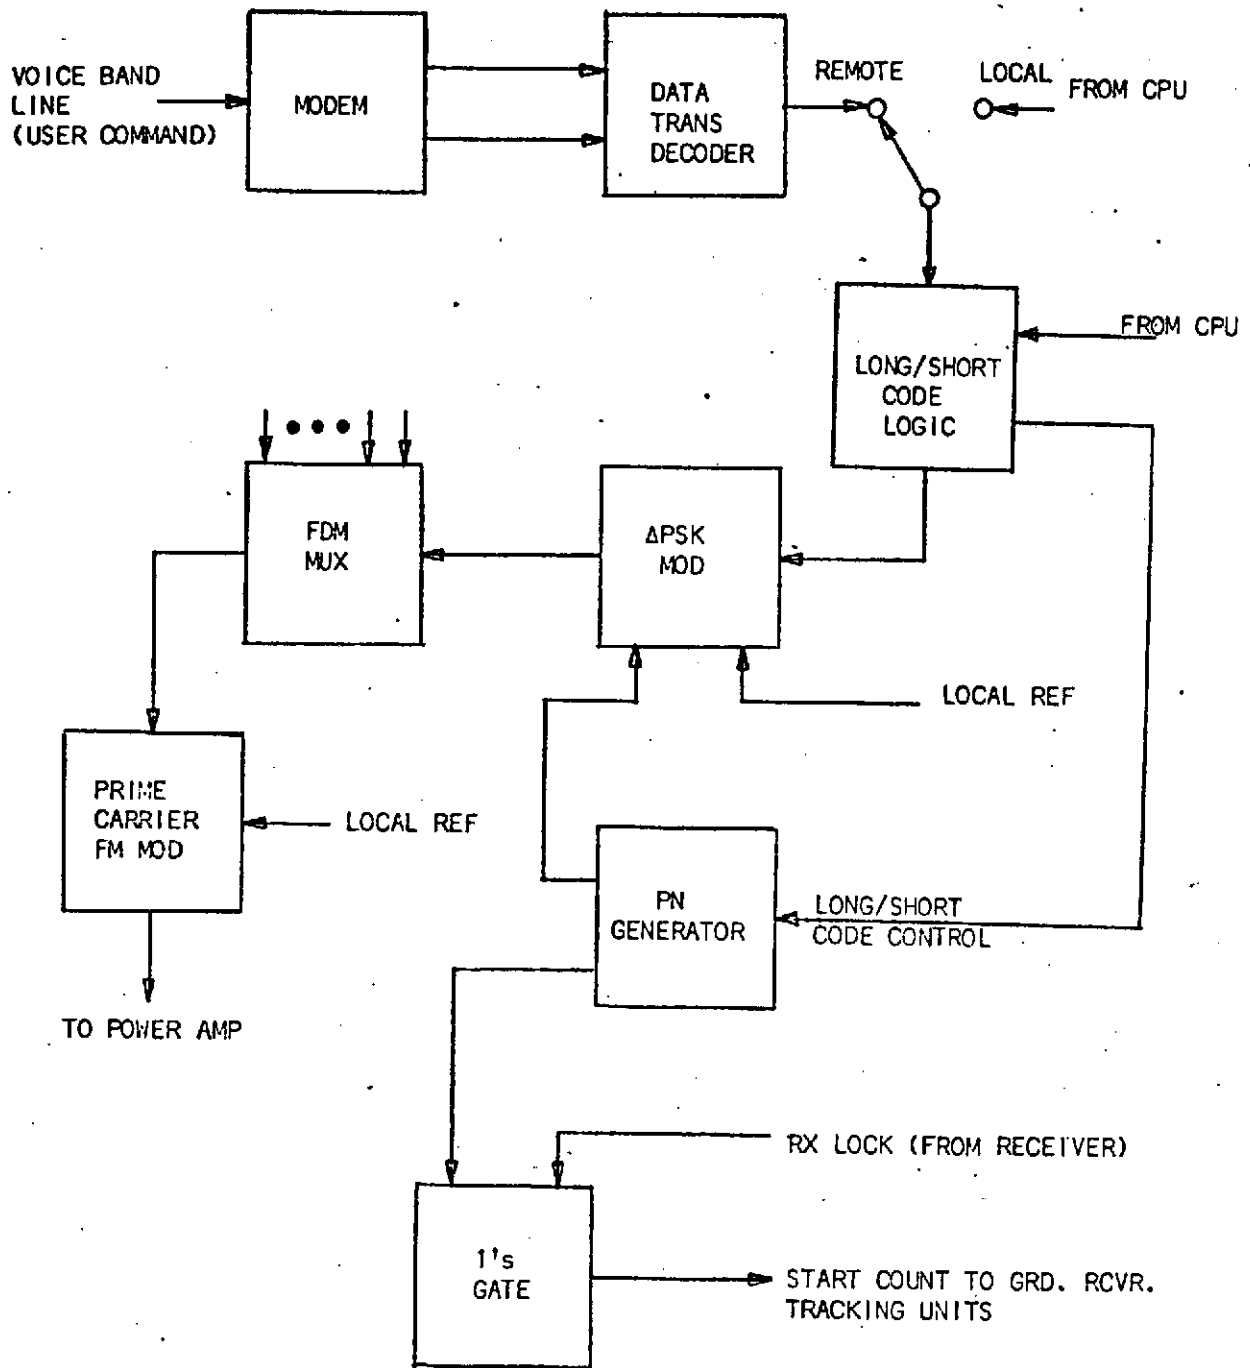 VOICE BAND
LINE
(USER COMMAND)
MODEM
DATA
TRANS
DECODER
REMOTE
LOCAL
FROM CPU
FROM CPU
LONG/SHORT
CODE
LOGIC
FDM
MUX
ΔPSK
MOD
LOCAL REF
PRIME
CARRIER
FM MOD
LOCAL REF
PN
GENERATOR
LONG/SHORT
CODE CONTROL
TO POWER AMP
RX LOCK (FROM RECEIVER)
1's
GATE
START COUNT TO GRD. RCVR.
TRACKING UNITS